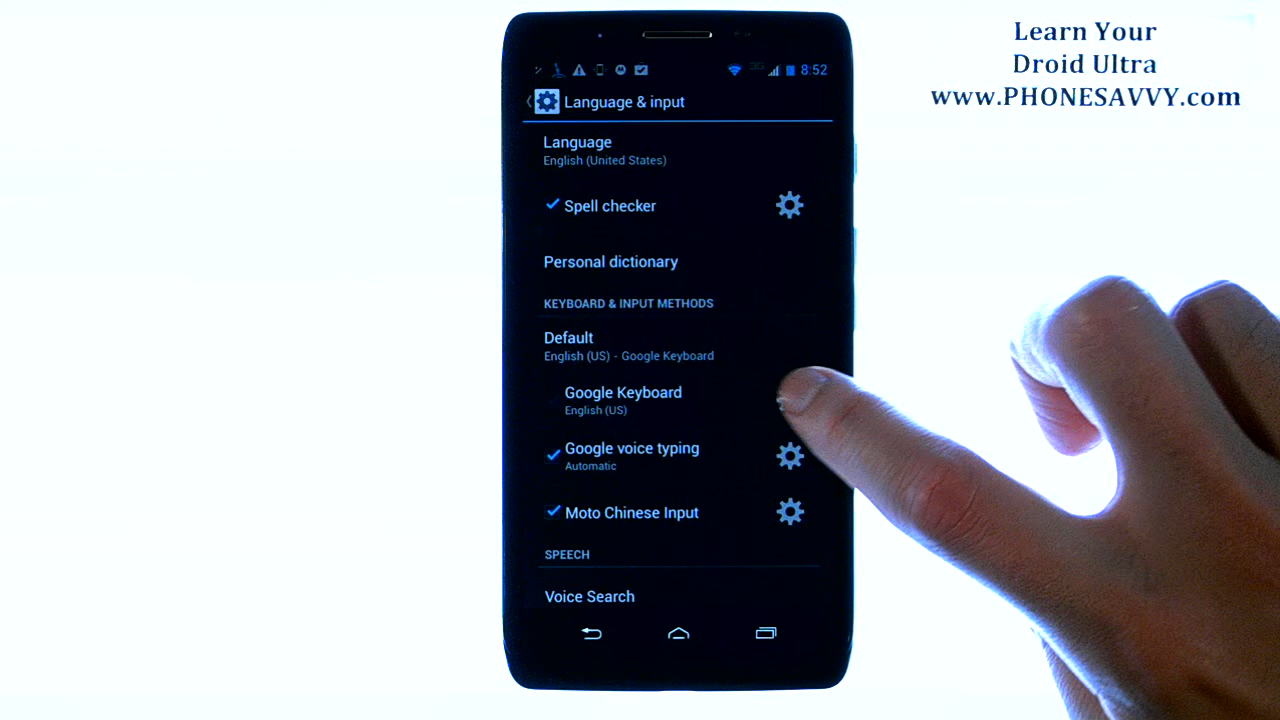 Learn Your
Droid Ultra
www.PHONESAVVY.com
3G 8:52
Language & input
Language
English (United States)
Spell checker
Personal dictionary
KEYBOARD & INPUT METHODS
Default
English (US) - Google Keyboard
Google Keyboard
English (US)
Google voice typing
Automatic
Moto Chinese Input
SPEECH
Voice Search